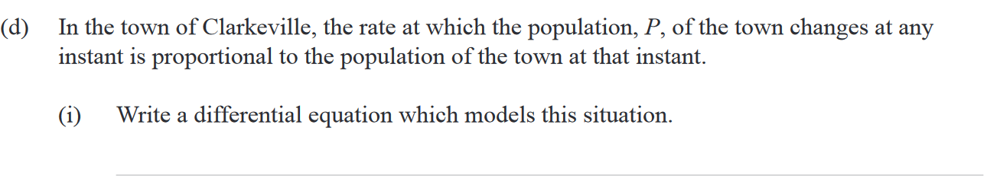 (d) In the town of Clarkeville, the rate at which the population, P, of the town changes at any
instant is proportional to the population of the town at that instant.
(i) Write a differential equation which models this situation.